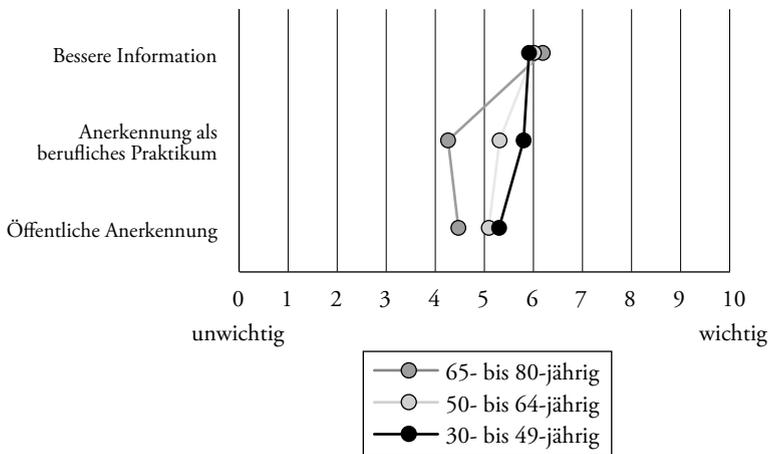 Bessere Information
Anerkennung als
berufliches Praktikum
Öffentliche Anerkennung
0 1 2 3 4 5 6 7 8 9 10
unwichtig wichtig
65- bis 80-jährig
50- bis 64-jährig
30- bis 49-jährig